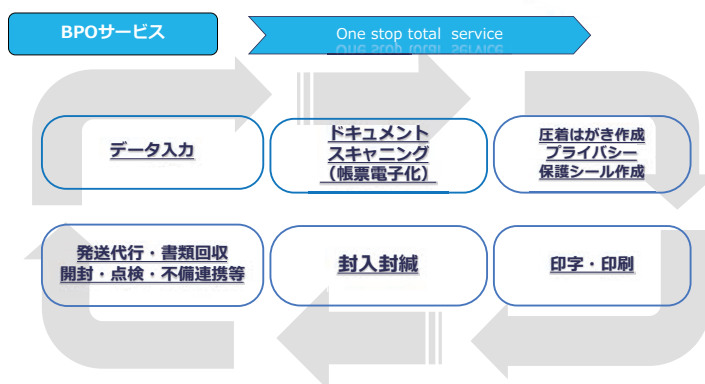 BPOサービス
One stop total service
データ入力
ドキュメント
スキャニング
（帳票電子化）
圧着はがき作成
プライバシー
保護シール作成
発送代行・書類回収
開封・点検・不備連携等
封入封緘
印字・印刷